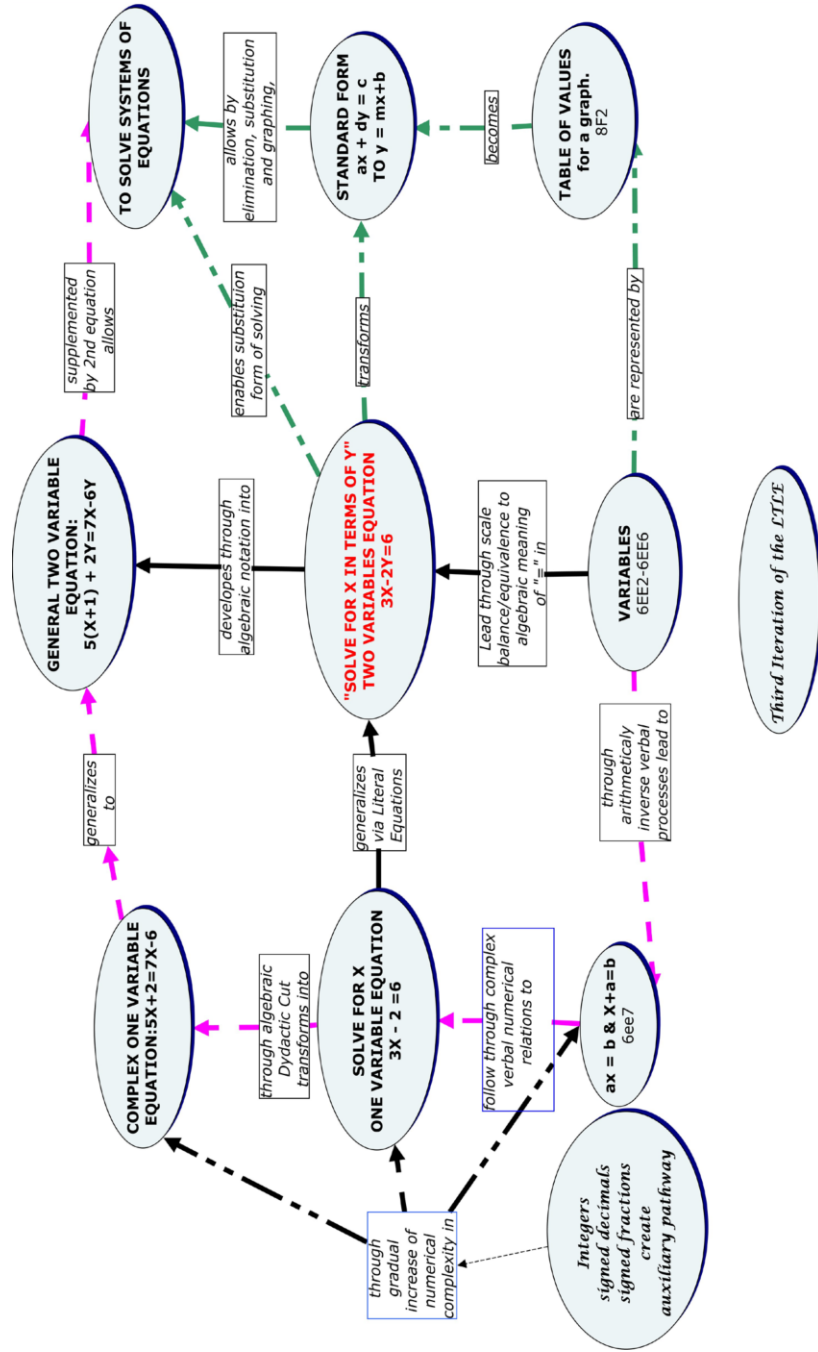 COMPLEX ONE VARIABLE
EQUATION:5X+2=7X-6
generalizes
to
GENERAL TWO VARIABLE
EQUATION:
5(X+1) + 2Y=7X-6Y
supplemented
by 2nd equation
allows
TO SOLVE SYSTEMS OF
EQUATIONS
through algebraic
Dydactic Cut
transforms into
developes through
algebraic notation into
enables substituion
form of solving
allows by
elimination, substitution
and graphing,
through
gradual
increase of
numerical
complexity in
SOLVE FOR X
ONE VARIABLE EQUATION
3X - 2 =6
generalizes
via Literal
Equations
"SOLVE FOR X IN TERMS OF Y"
TWO VARIABLES EQUATION
3X-2Y=6
transforms
STANDARD FORM
ax + dy = c
TO y = mx+b
follow through complex
verbal numerical
relations to
Lead through scale
balance/equivalence to
algebraic meaning
of "=" in
becomes
Integers
signed decimals
signed fractions
create
auxiliary pathway
ax = b & X+a=b
6ee7
through
arithmeticaly
inverse verbal
processes lead to
VARIABLES
6EE2-6EE6
are represented by
TABLE OF VALUES
for a graph.
8F2
Third Iteration of the LTLE